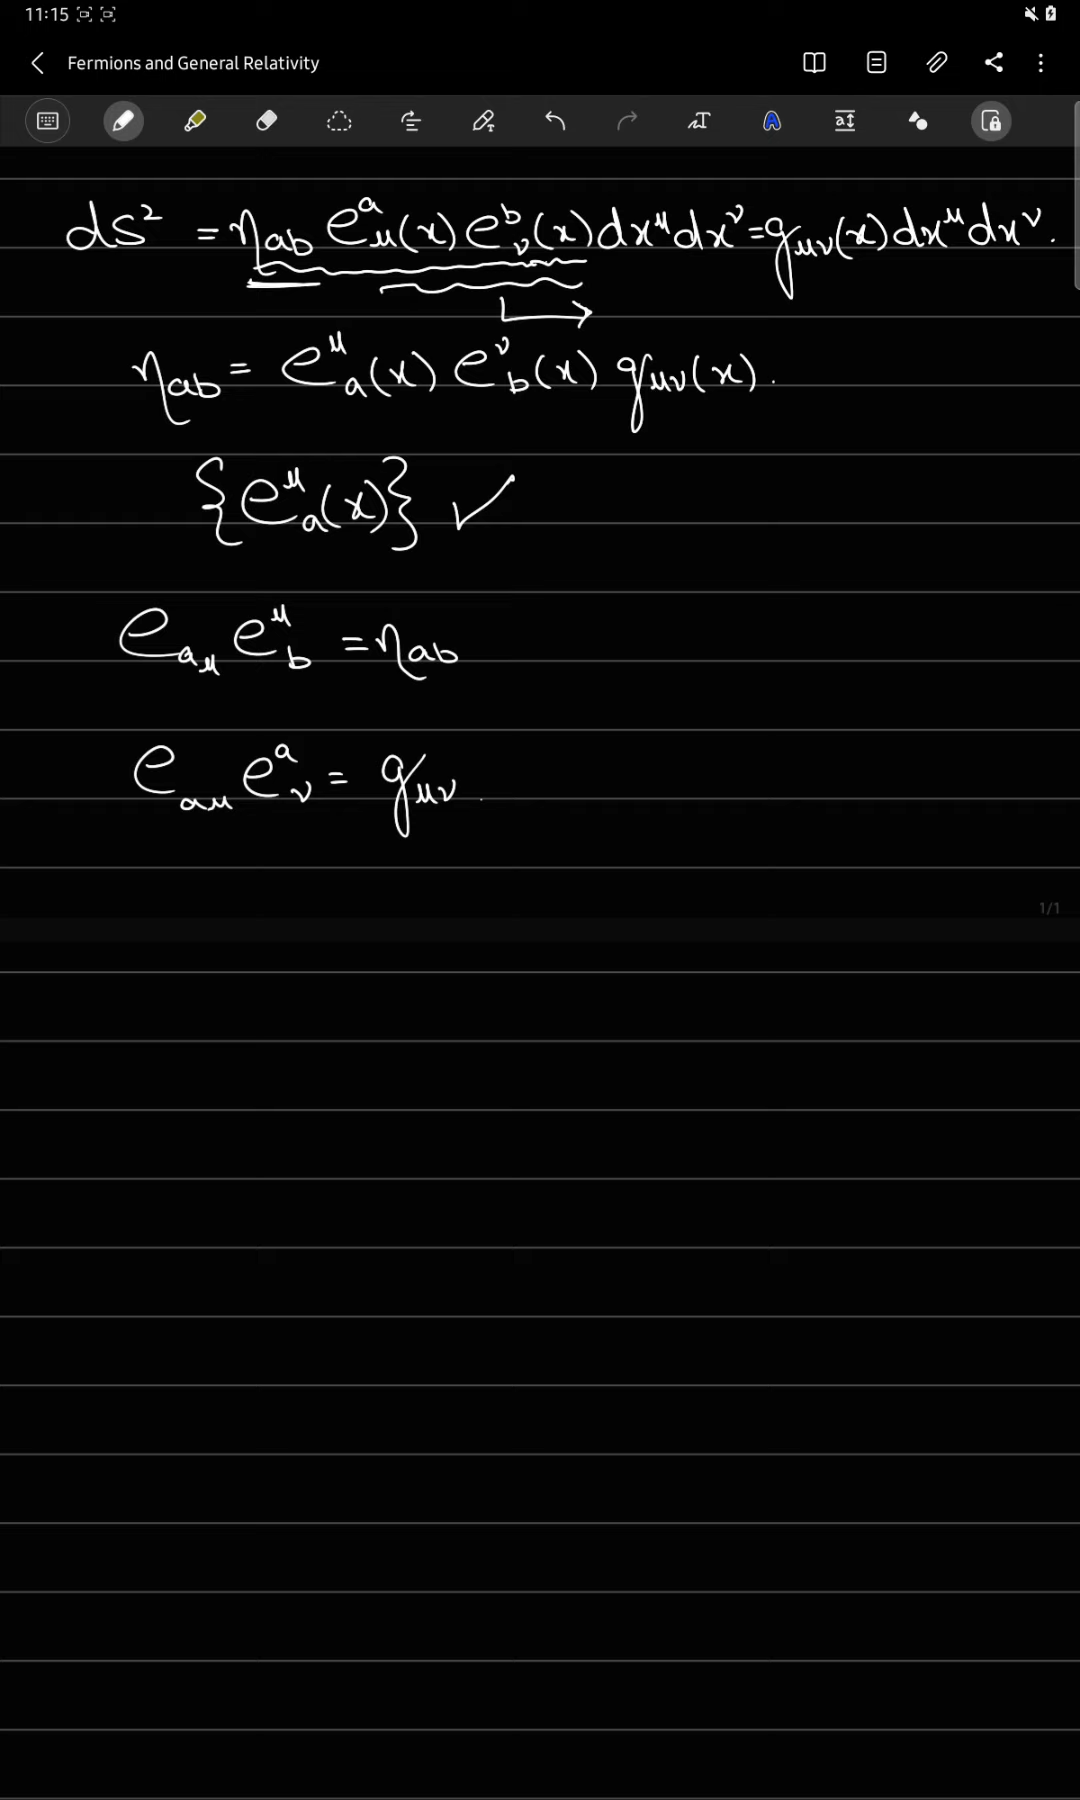 11:15
Fermions and General Relativity
ds² = η_ab e^a_μ(x) e^b_ν(x) dx^μ dx^ν = g_μν(x) dx^μ dx^ν.
η_ab = e^μ_a(x) e^ν_b(x) g_μν(x).
{e^μ_a(x)} ✓
e_aμ e^μ_b = η_ab
e_aμ e^a_ν = g_μν.
1/1